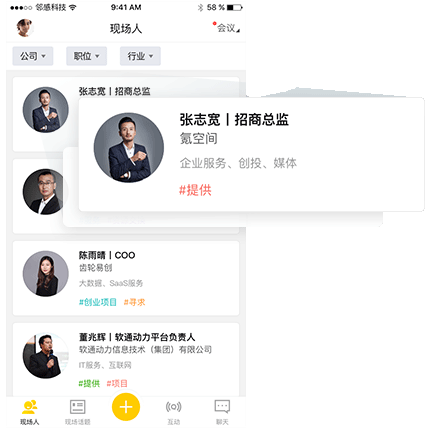 邻感科技
9:41 AM
58 %
现场人
会议
公司
职位
行业
张志宽丨招商总监
张志宽丨招商总监
氪空间
企业服务、创投、媒体
#提供
陈雨晴丨COO
齿轮易创
大数据、SaaS服务
#创业项目 #寻求
董兆辉丨软通动力平台负责人
软通动力信息技术（集团）有限公司
IT服务、互联网
#提供 #项目
现场人
现场话题
互动
聊天